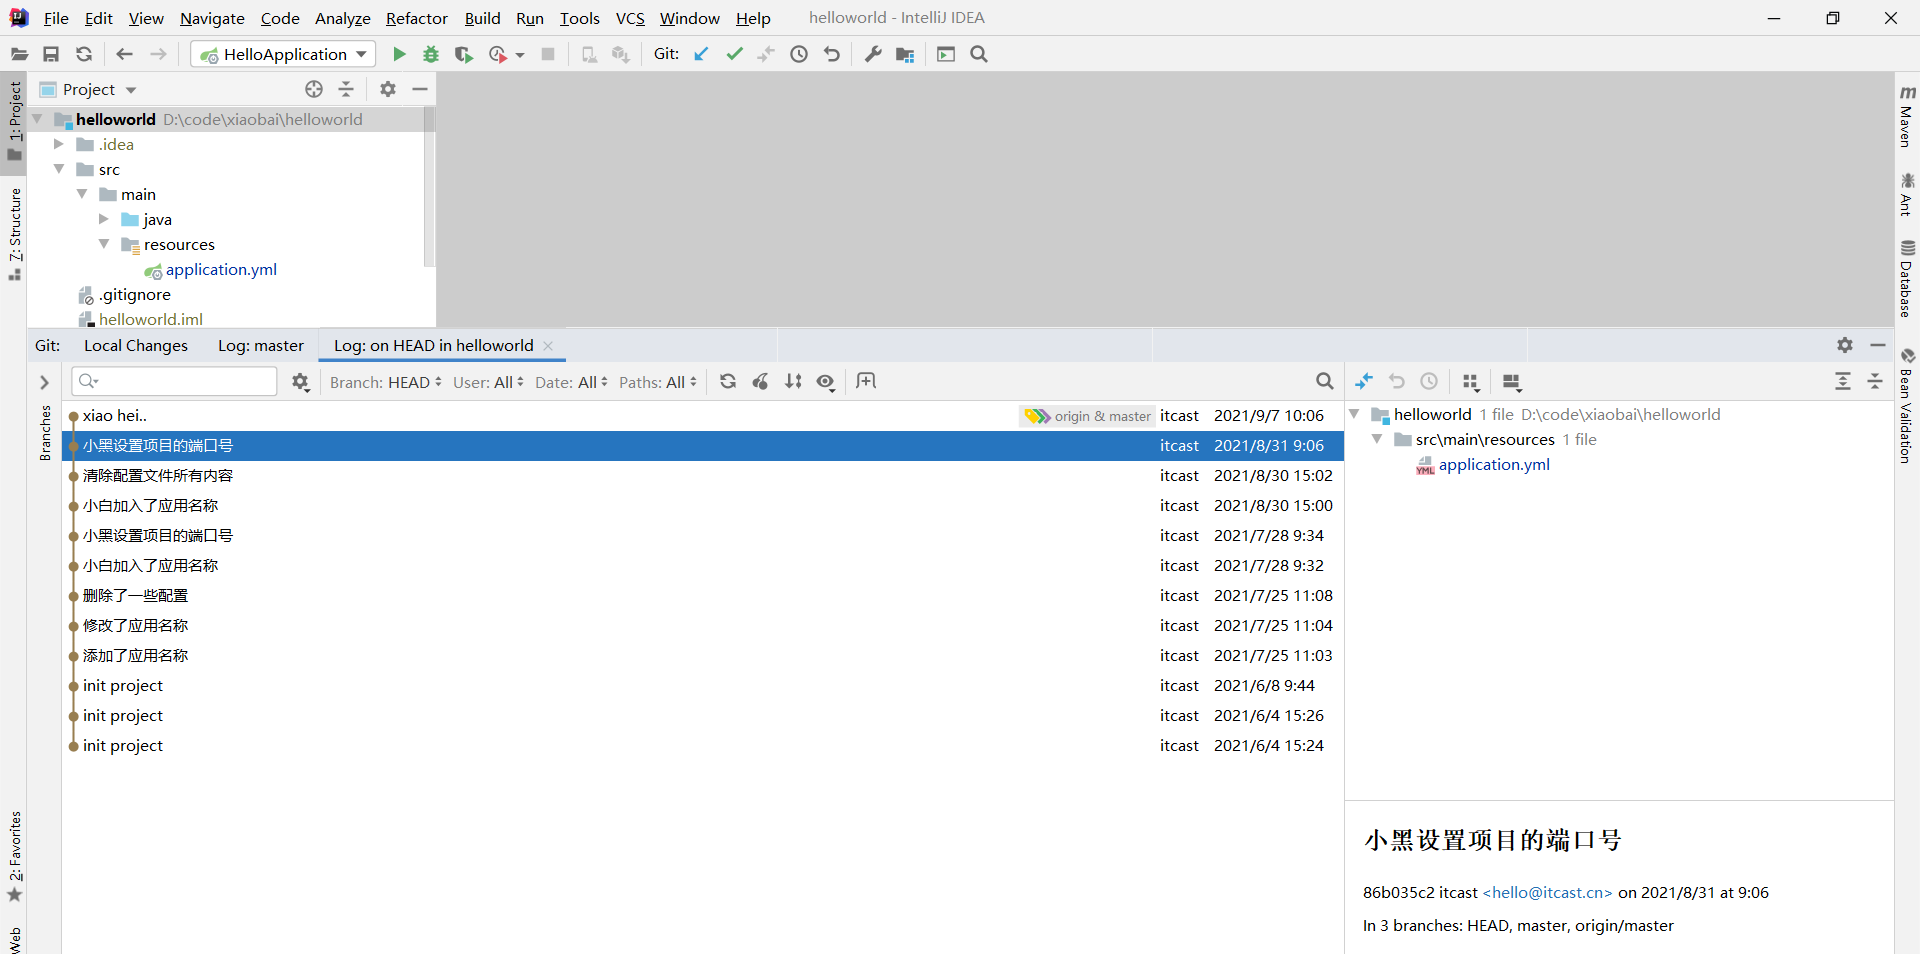 File Edit View Navigate Code Analyze Refactor Build Run Tools VCS Window Help helloworld - IntelliJ IDEA
HelloApplication Git:
Project
1: Project
7: Structure
2: Favorites
Web
helloworld D:\code\xiaobai\helloworld
.idea
src
main
java
resources
application.yml
.gitignore
helloworld.iml
Maven
Ant
Database
Bean Validation
Git: Local Changes Log: master Log: on HEAD in helloworld
Branch: HEAD User: All Date: All Paths: All
Branches
xiao hei.. origin & master itcast 2021/9/7 10:06
小黑设置项目的端口号 itcast 2021/8/31 9:06
清除配置文件所有内容 itcast 2021/8/30 15:02
小白加入了应用名称 itcast 2021/8/30 15:00
小黑设置项目的端口号 itcast 2021/7/28 9:34
小白加入了应用名称 itcast 2021/7/28 9:32
删除了一些配置 itcast 2021/7/25 11:08
修改了应用名称 itcast 2021/7/25 11:04
添加了应用名称 itcast 2021/7/25 11:03
init project itcast 2021/6/8 9:44
init project itcast 2021/6/4 15:26
init project itcast 2021/6/4 15:24
helloworld 1 file D:\code\xiaobai\helloworld
src\main\resources 1 file
YML application.yml
小黑设置项目的端口号
86b035c2 itcast <hello@itcast.cn> on 2021/8/31 at 9:06
In 3 branches: HEAD, master, origin/master